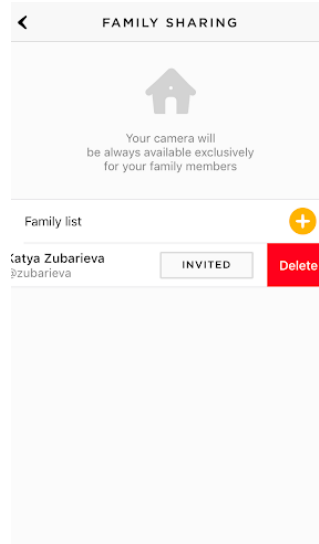 FAMILY SHARING
Your camera will
be always available exclusively
for your family members
Family list
Katya Zubarieva
@zubarieva
INVITED
Delete